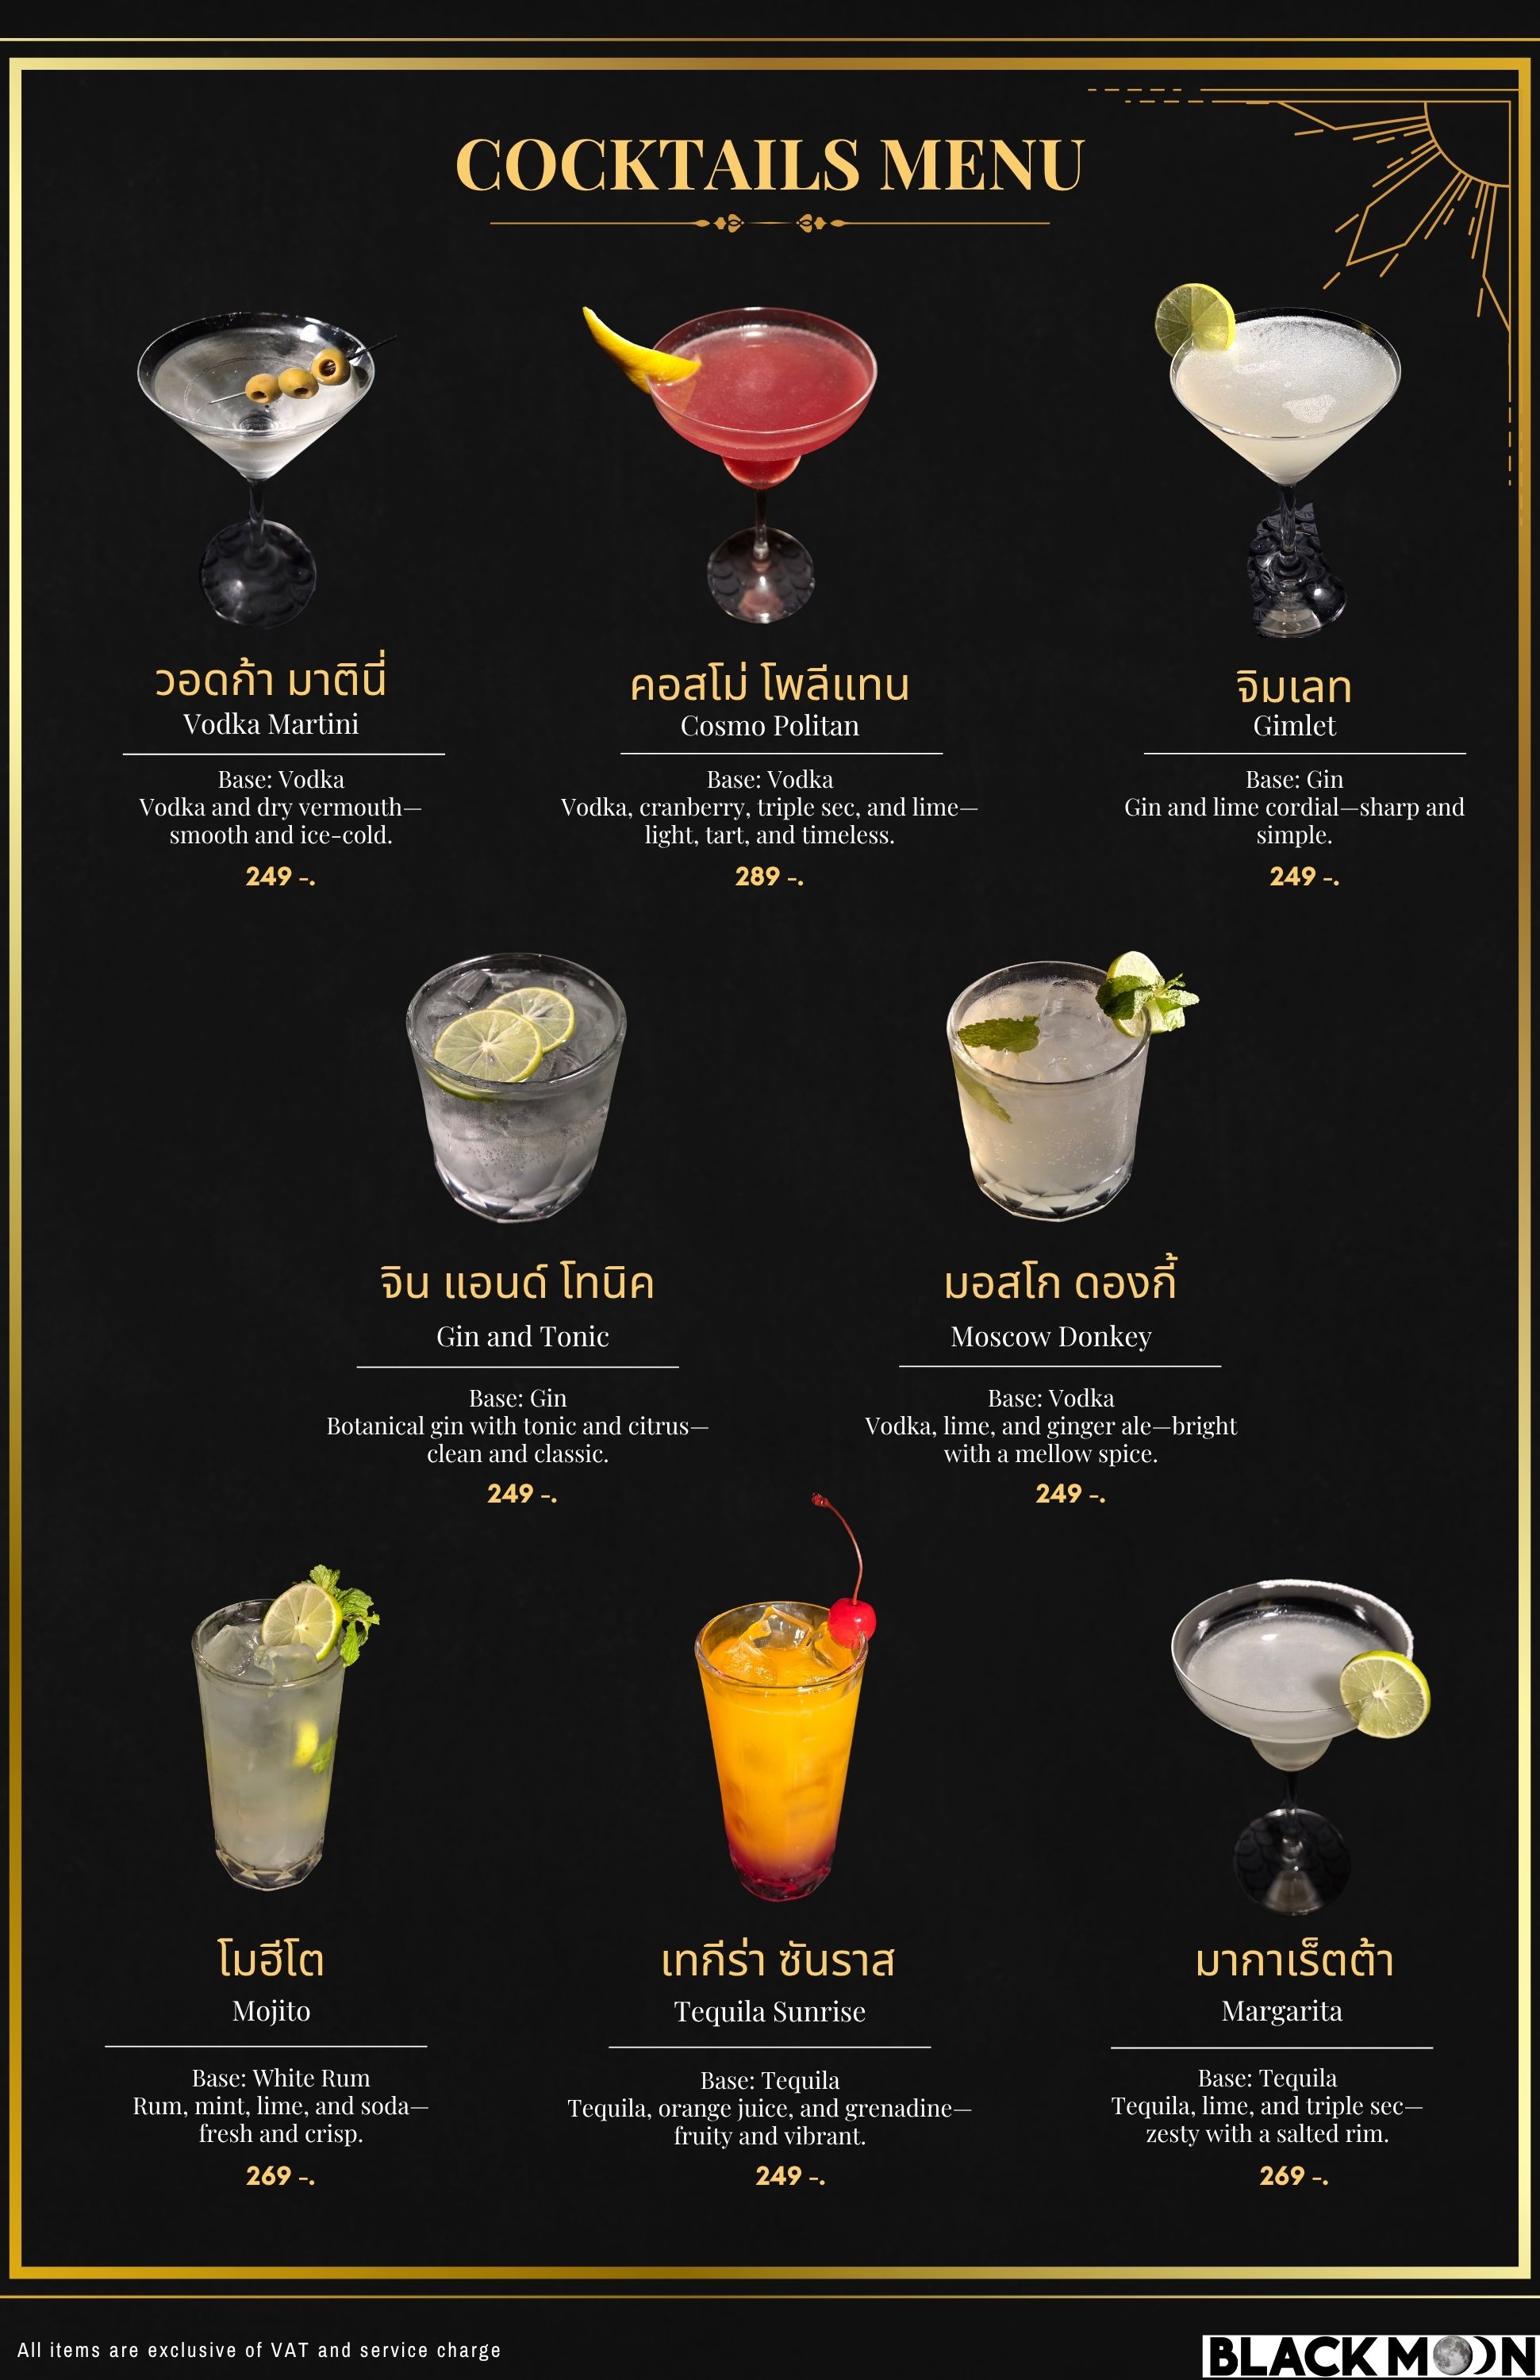 COCKTAILS MENU
วอดก้า มาตินี่
Vodka Martini
Base: Vodka
Vodka and dry vermouth—
smooth and ice-cold.
249 -.
คอสโม่ โพลีแทน
Cosmo Politan
Base: Vodka
Vodka, cranberry, triple sec, and lime—
light, tart, and timeless.
289 -.
จิมเลท
Gimlet
Base: Gin
Gin and lime cordial—sharp and
simple.
249 -.
จิน แอนด์ โทนิค
Gin and Tonic
Base: Gin
Botanical gin with tonic and citrus—
clean and classic.
249 -.
มอสโก ดองกี้
Moscow Donkey
Base: Vodka
Vodka, lime, and ginger ale—bright
with a mellow spice.
249 -.
โมฮีโต
Mojito
Base: White Rum
Rum, mint, lime, and soda—
fresh and crisp.
269 -.
เทกีร่า ซันราส
Tequila Sunrise
Base: Tequila
Tequila, orange juice, and grenadine—
fruity and vibrant.
249 -.
มากาเร็ตต้า
Margarita
Base: Tequila
Tequila, lime, and triple sec—
zesty with a salted rim.
269 -.
All items are exclusive of VAT and service charge
BLACKMOON